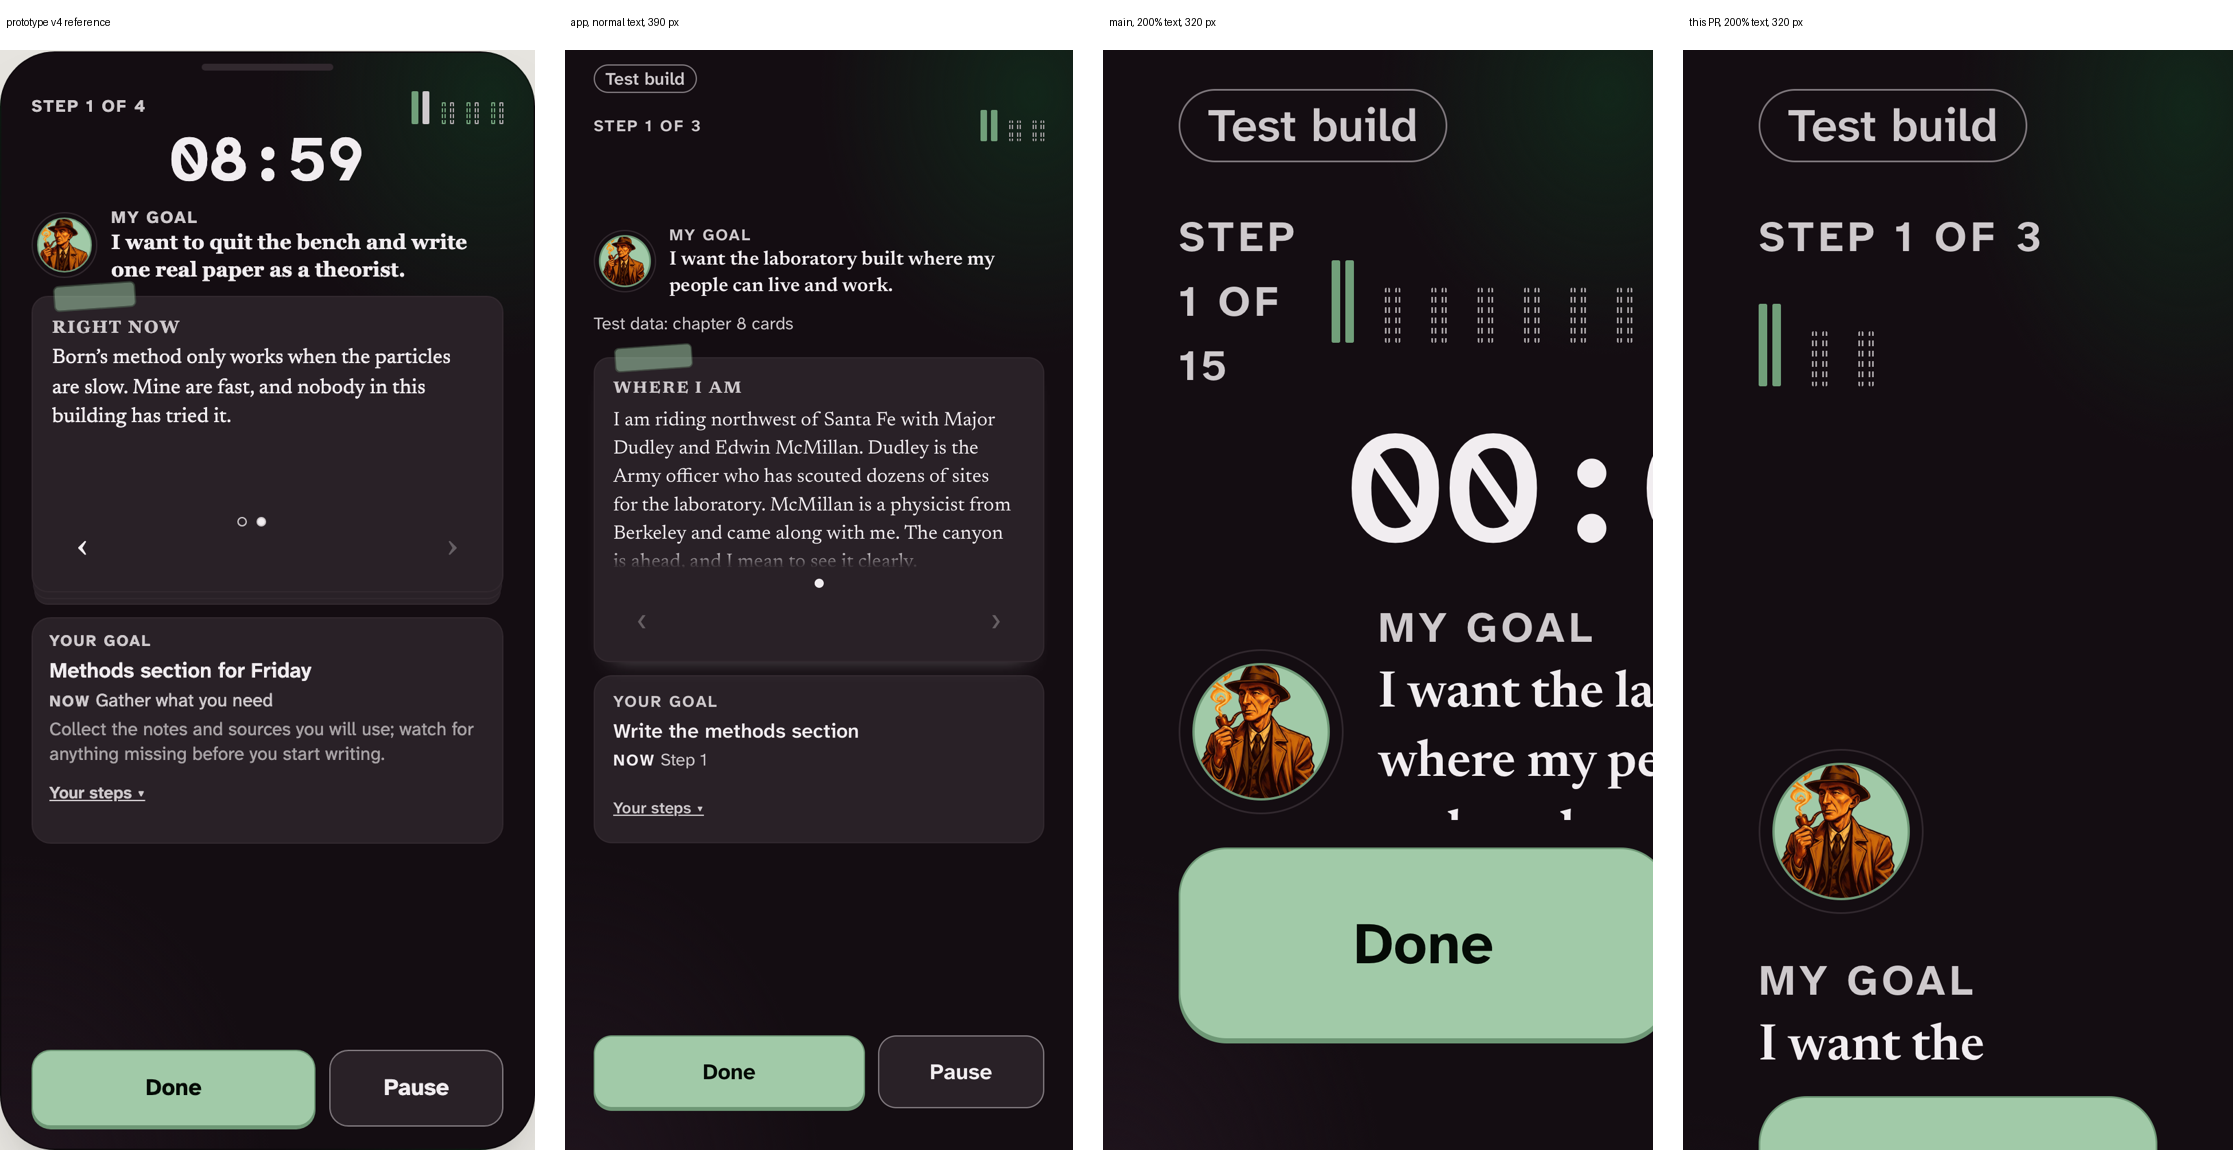 prototype v4 reference
STEP 1 OF 4
08:59
MY GOAL
I want to quit the bench and write
one real paper as a theorist.
RIGHT NOW
Born’s method only works when the particles
are slow. Mine are fast, and nobody in this
building has tried it.
YOUR GOAL
Methods section for Friday
NOW Gather what you need
Collect the notes and sources you will use; watch for
anything missing before you start writing.
Your steps
Done
Pause
app, normal text, 390 px
Test build
STEP 1 OF 3
MY GOAL
I want the laboratory built where my
people can live and work.
Test data: chapter 8 cards
WHERE I AM
I am riding northwest of Santa Fe with Major
Dudley and Edwin McMillan. Dudley is the
Army officer who has scouted dozens of sites
for the laboratory. McMillan is a physicist from
Berkeley and came along with me. The canyon
is ahead, and I mean to see it clearly.
YOUR GOAL
Write the methods section
NOW Step 1
Your steps
Done
Pause
main, 200% text, 320 px
Test build
STEP
1 OF
15
00:
MY GOAL
I want the la
where my pe
Done
this PR, 200% text, 320 px
Test build
STEP 1 OF 3
MY GOAL
I want the